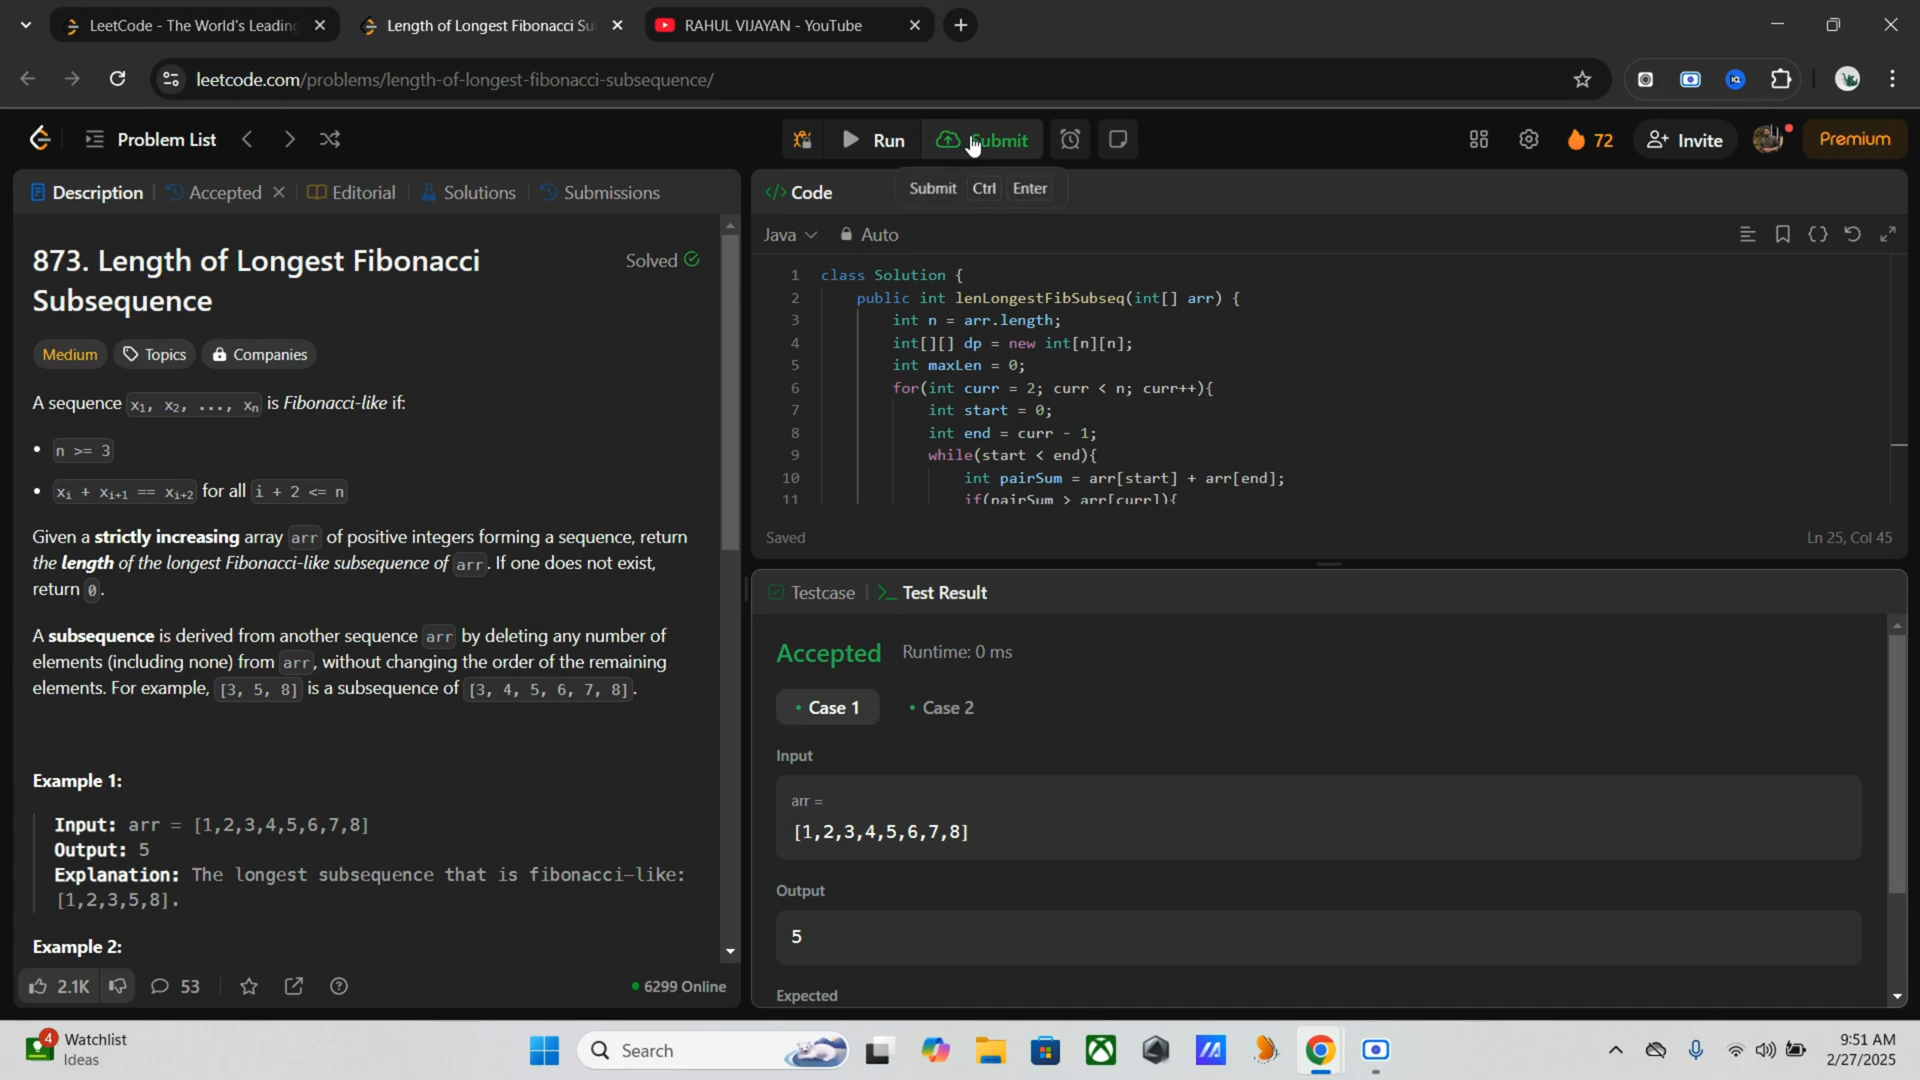 LeetCode - The World's Leading
Length of Longest Fibonacci Su
RAHUL VIJAYAN - YouTube
leetcode.com/problems/length-of-longest-fibonacci-subsequence/
Problem List
Run
Submit
72
Invite
Premium
Submit Ctrl Enter
Description
Accepted
Editorial
Solutions
Submissions
873. Length of Longest Fibonacci
Subsequence
Solved
Medium
Topics
Companies
A sequence x₁, x₂, ..., xₙ is Fibonacci-like if:
• n >= 3
• xᵢ + xᵢ₊₁ == xᵢ₊₂ for all i + 2 <= n
Given a strictly increasing array arr of positive integers forming a sequence, return
the length of the longest Fibonacci-like subsequence of arr. If one does not exist,
return 0.
A subsequence is derived from another sequence arr by deleting any number of
elements (including none) from arr, without changing the order of the remaining
elements. For example, [3, 5, 8] is a subsequence of [3, 4, 5, 6, 7, 8].
Example 1:
Input: arr = [1,2,3,4,5,6,7,8]
Output: 5
Explanation: The longest subsequence that is fibonacci-like:
[1,2,3,5,8].
Example 2:
2.1K
53
6299 Online
</> Code
Java
Auto
1 class Solution {
2 public int lenLongestFibSubseq(int[] arr) {
3 int n = arr.length;
4 int[][] dp = new int[n][n];
5 int maxLen = 0;
6 for(int curr = 2; curr < n; curr++){
7 int start = 0;
8 int end = curr - 1;
9 while(start < end){
10 int pairSum = arr[start] + arr[end];
11 if(pairSum > arr[curr]){
Saved
Ln 25, Col 45
Testcase
>_ Test Result
Accepted
Runtime: 0 ms
• Case 1
• Case 2
Input
arr =
[1,2,3,4,5,6,7,8]
Output
5
Expected
4
Watchlist
Ideas
Search
9:51 AM
2/27/2025